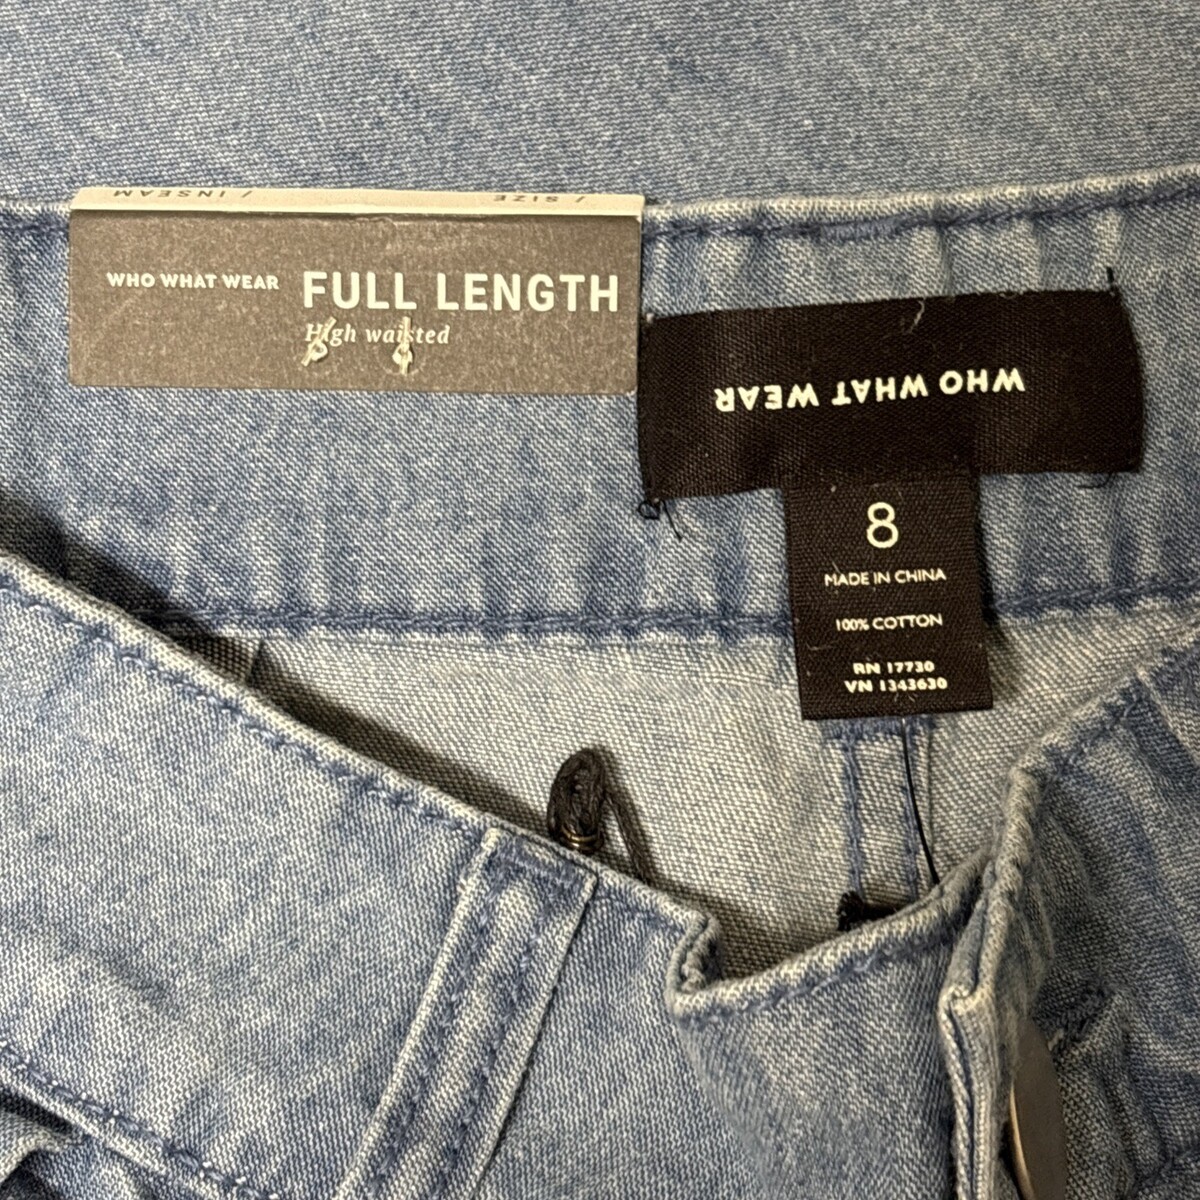 / INSEAM
/ SIZE
WHO WHAT WEAR
FULL LENGTH
High waisted
WHO WHAT WEAR
8
MADE IN CHINA
100% COTTON
RN 17730
VN 1343630